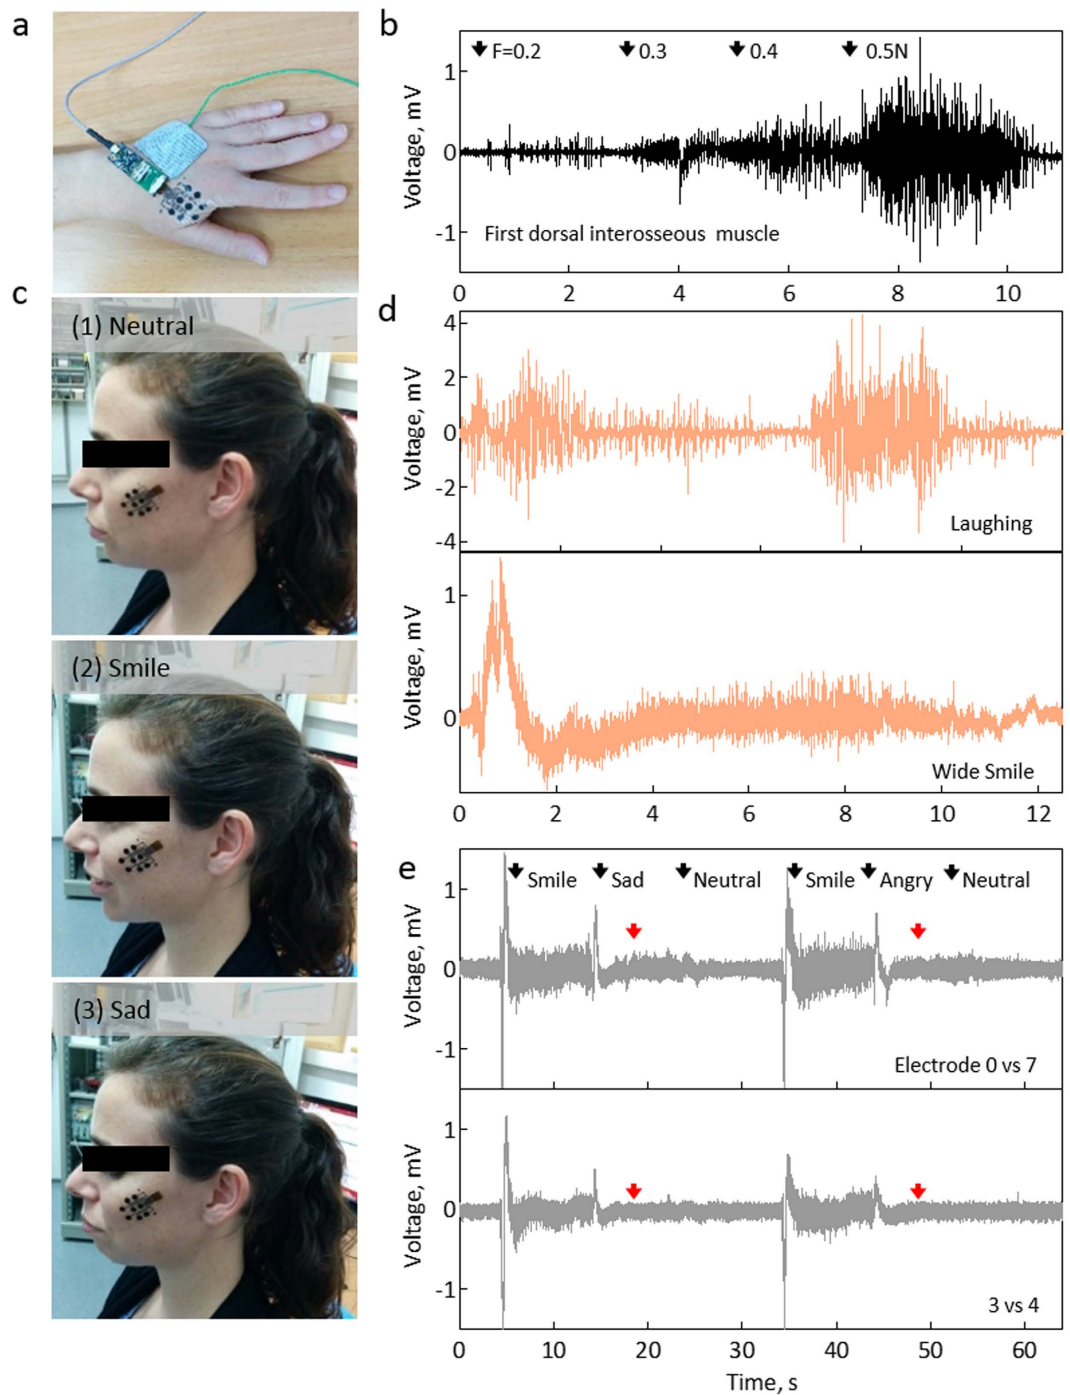 a
b
F=0.2 0.3 0.4 0.5N
Voltage, mV
1
0
-1
First dorsal interosseous muscle
0 2 4 6 8 10
c
(1) Neutral
(2) Smile
(3) Sad
d
Voltage, mV
4
2
0
-2
-4
Laughing
Voltage, mV
1
0
Wide Smile
0 2 4 6 8 10 12
e
Smile Sad Neutral Smile Angry Neutral
Voltage, mV
1
0
-1
Electrode 0 vs 7
Voltage, mV
1
0
-1
3 vs 4
0 10 20 30 40 50 60
Time, s